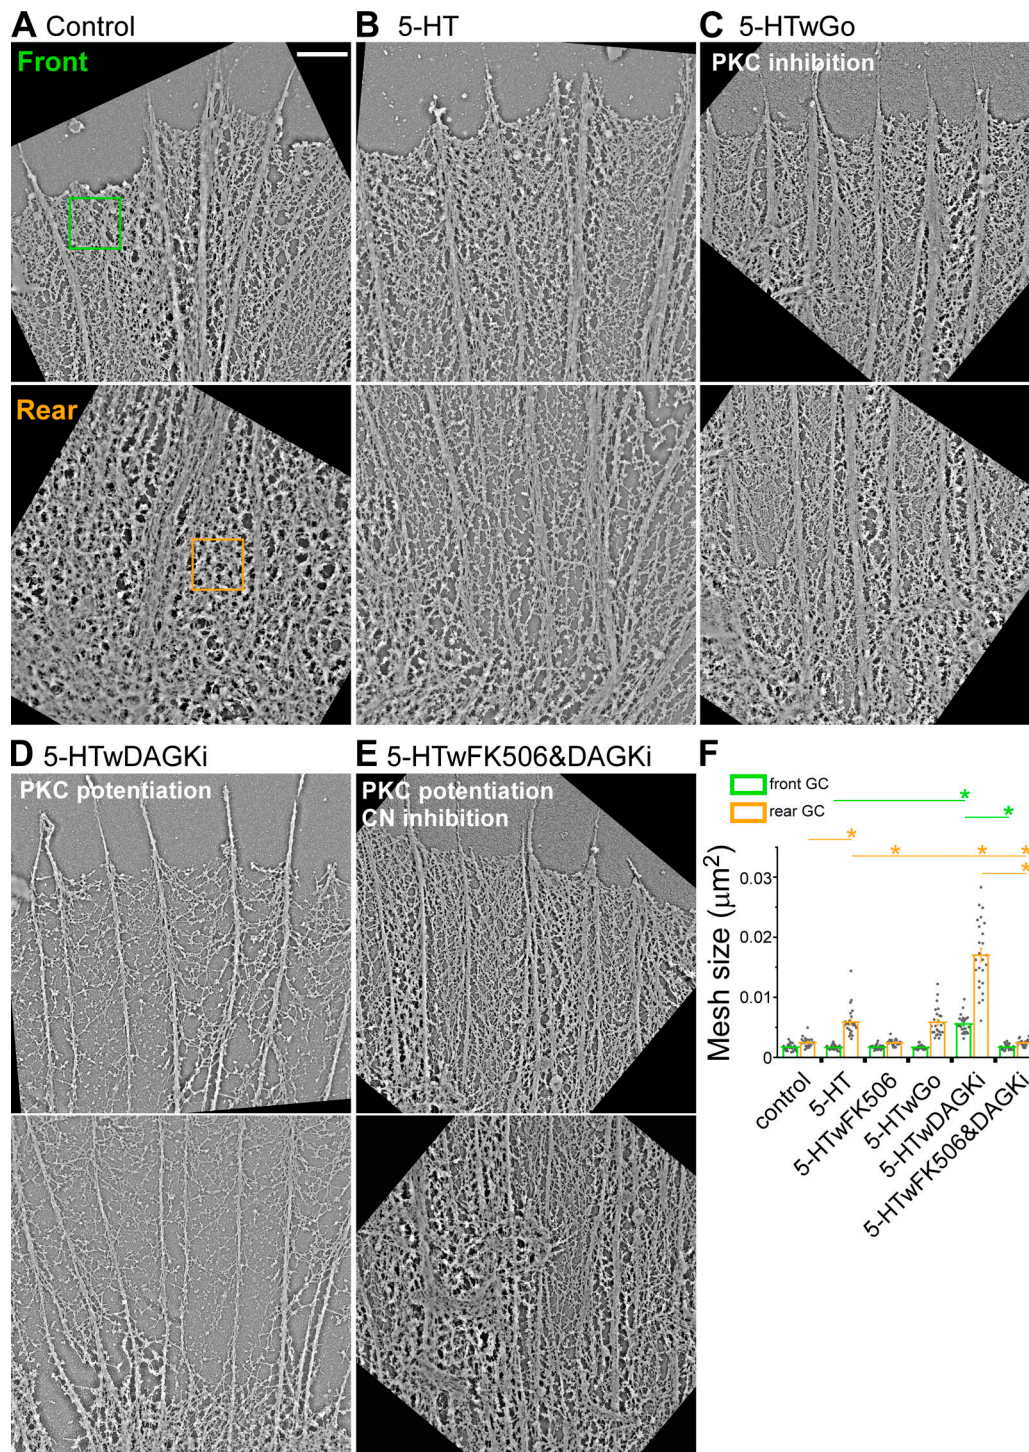 A Control
Front
B 5-HT
C 5-HTwGo
PKC inhibition
Rear
D 5-HTwDAGKi
PKC potentiation
E 5-HTwFK506&DAGKi
PKC potentiation
CN inhibition
F
front GC
rear GC
*
*
*
* * *
*
Mesh size (μm²)
0.03
0.02
0.01
0
control
5-HT
5-HTwFK506
5-HTwGo
5-HTwDAGKi
5-HTwFK506&DAGKi